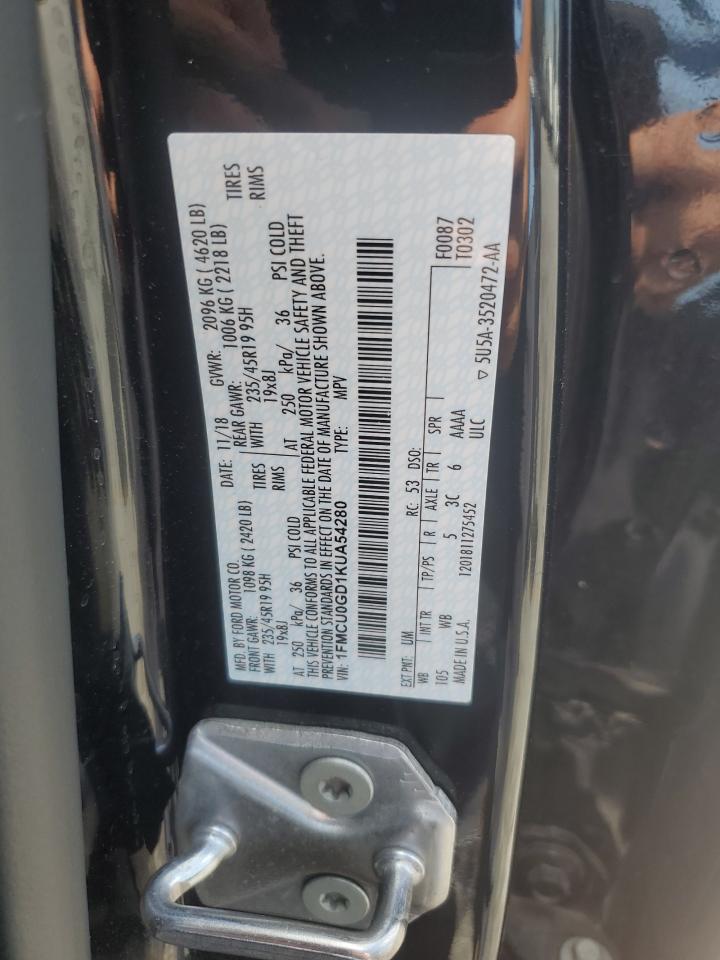 MFD. BY FORD MOTOR CO.
DATE: 11/18 GVWR: 2096 KG ( 4620 LB)
FRONT GAWR: 1098 KG ( 2420 LB) REAR GAWR: 1006 KG ( 2218 LB)
WITH 235/45R19 95H TIRES WITH 235/45R19 95H TIRES
19x8J RIMS 19x8J RIMS
AT 250 kPa/ 36 PSI COLD AT 250 kPa/ 36 PSI COLD
THIS VEHICLE CONFORMS TO ALL APPLICABLE FEDERAL MOTOR VEHICLE SAFETY AND THEFT
PREVENTION STANDARDS IN EFFECT ON THE DATE OF MANUFACTURE SHOWN ABOVE.
VIN: 1FMCU0GD1KUA54280 TYPE: MPV
F0087
T0302
EXT PNT: UM RC: 53 DSO:
WB INT TR TP/PS R AXLE TR SPR
105 WB 5 3C 6 AAAA
MADE IN U.S.A. 1201811275452 ULC
▽ 5U5A-3520472-AA